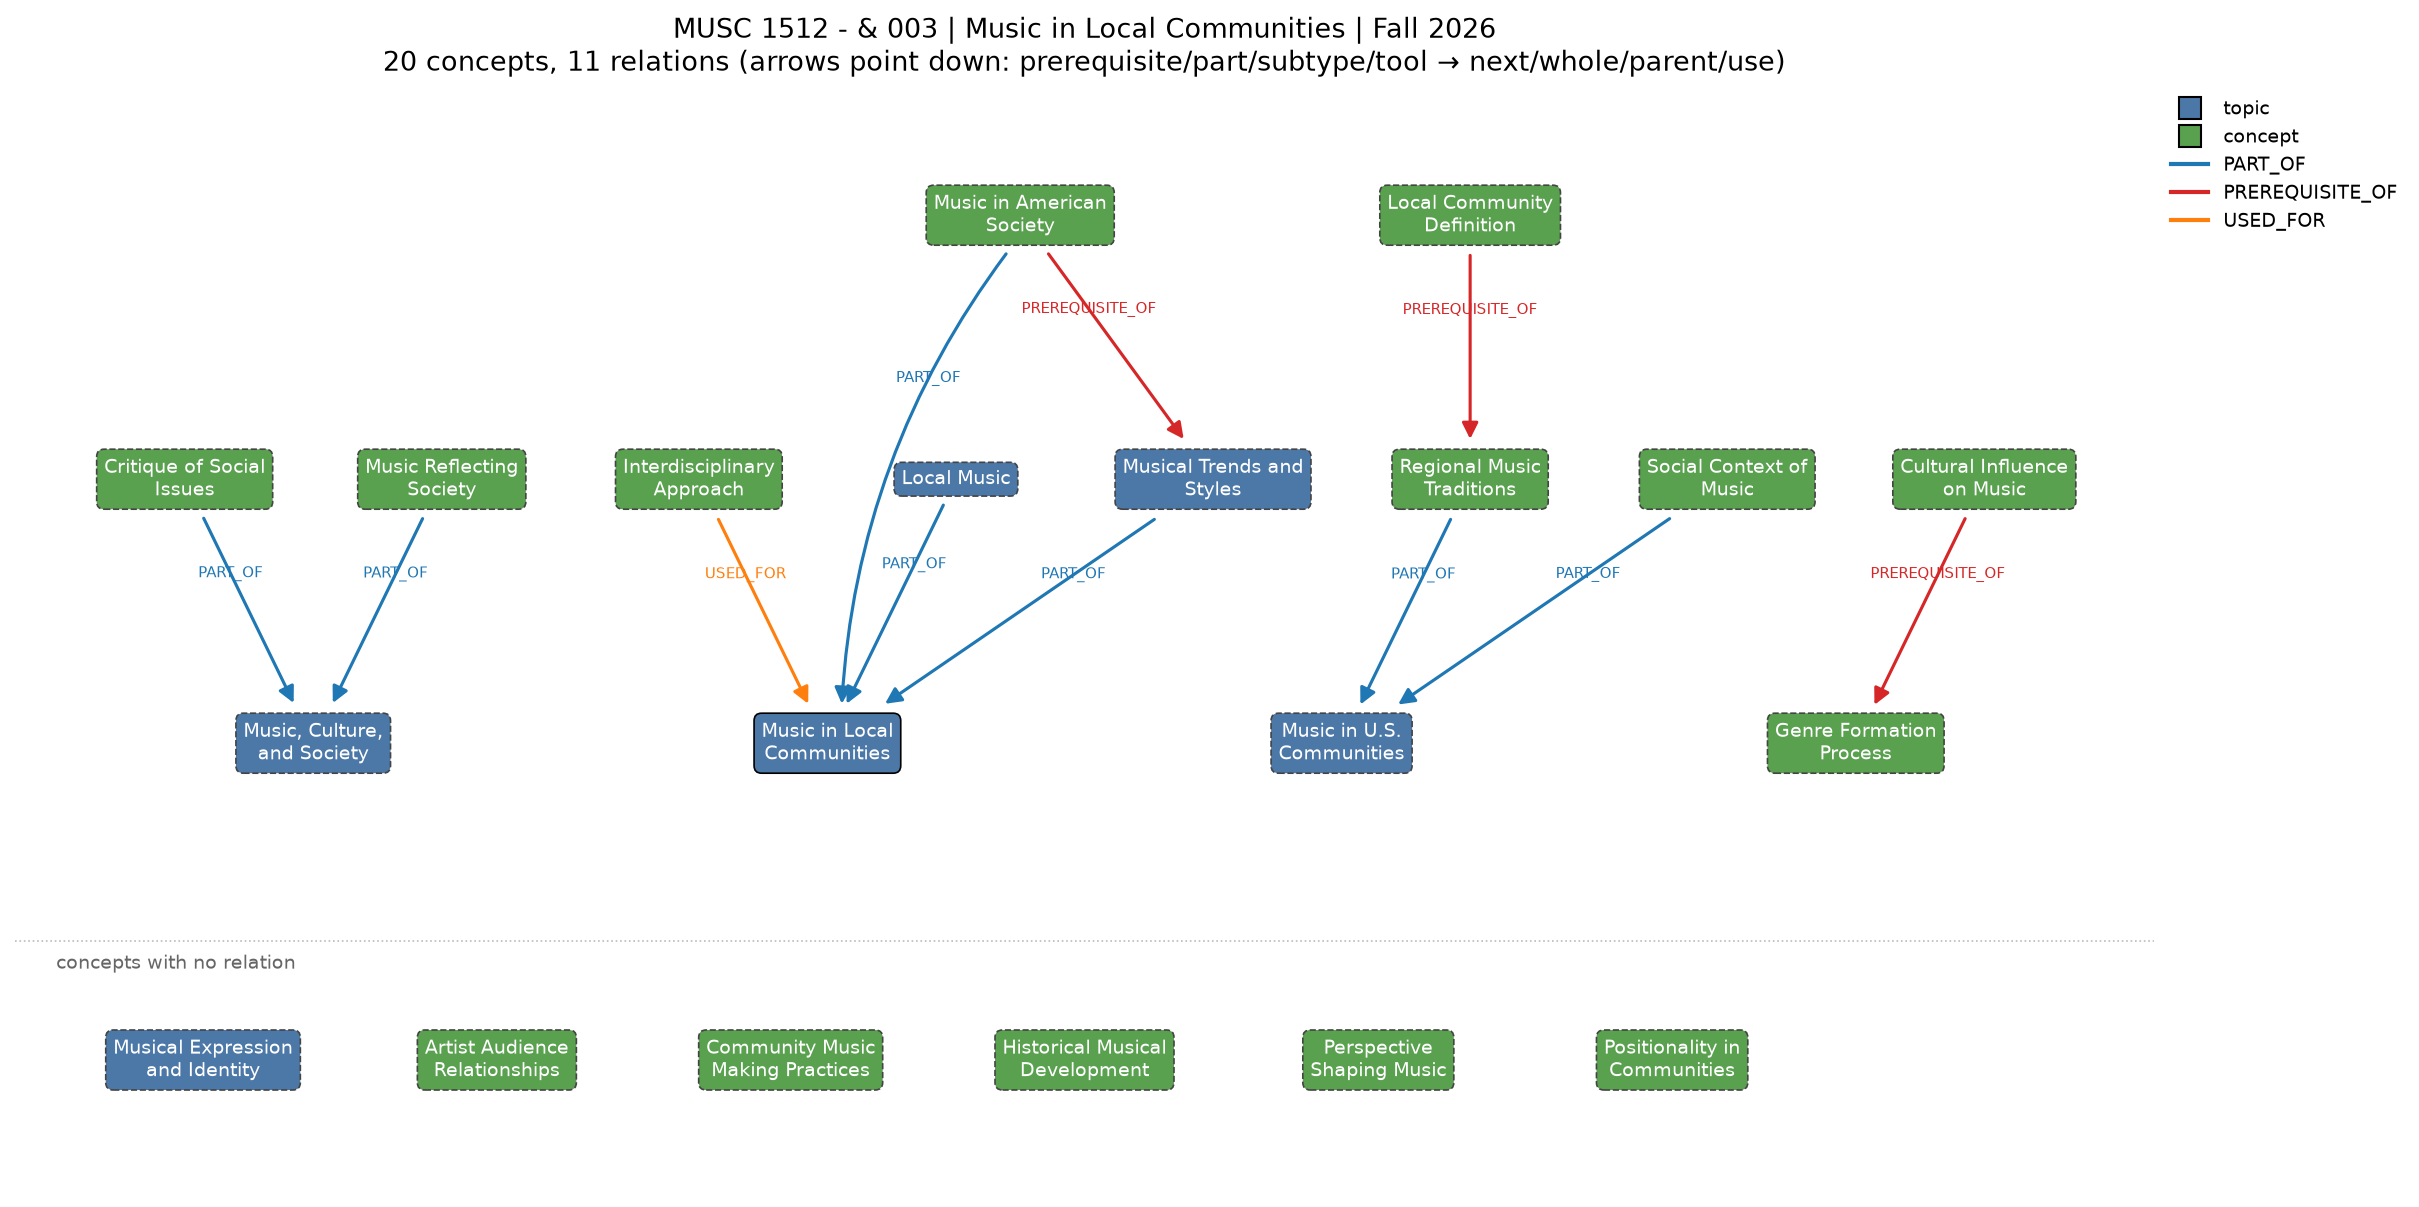 MUSC 1512 - & 003 | Music in Local Communities | Fall 2026
20 concepts, 11 relations (arrows point down: prerequisite/part/subtype/tool → next/whole/parent/use)
topic
concept
PART_OF
PREREQUISITE_OF
USED_FOR
Music in American
Society
Local Community
Definition
PREREQUISITE_OF
PREREQUISITE_OF
PART_OF
Critique of Social
Issues
Music Reflecting
Society
Interdisciplinary
Approach
Local Music
Musical Trends and
Styles
Regional Music
Traditions
Social Context of
Music
Cultural Influence
on Music
PART_OF
PART_OF
USED_FOR
PART_OF
PART_OF
PART_OF
PART_OF
PREREQUISITE_OF
Music, Culture,
and Society
Music in Local
Communities
Music in U.S.
Communities
Genre Formation
Process
concepts with no relation
Musical Expression
and Identity
Artist Audience
Relationships
Community Music
Making Practices
Historical Musical
Development
Perspective
Shaping Music
Positionality in
Communities